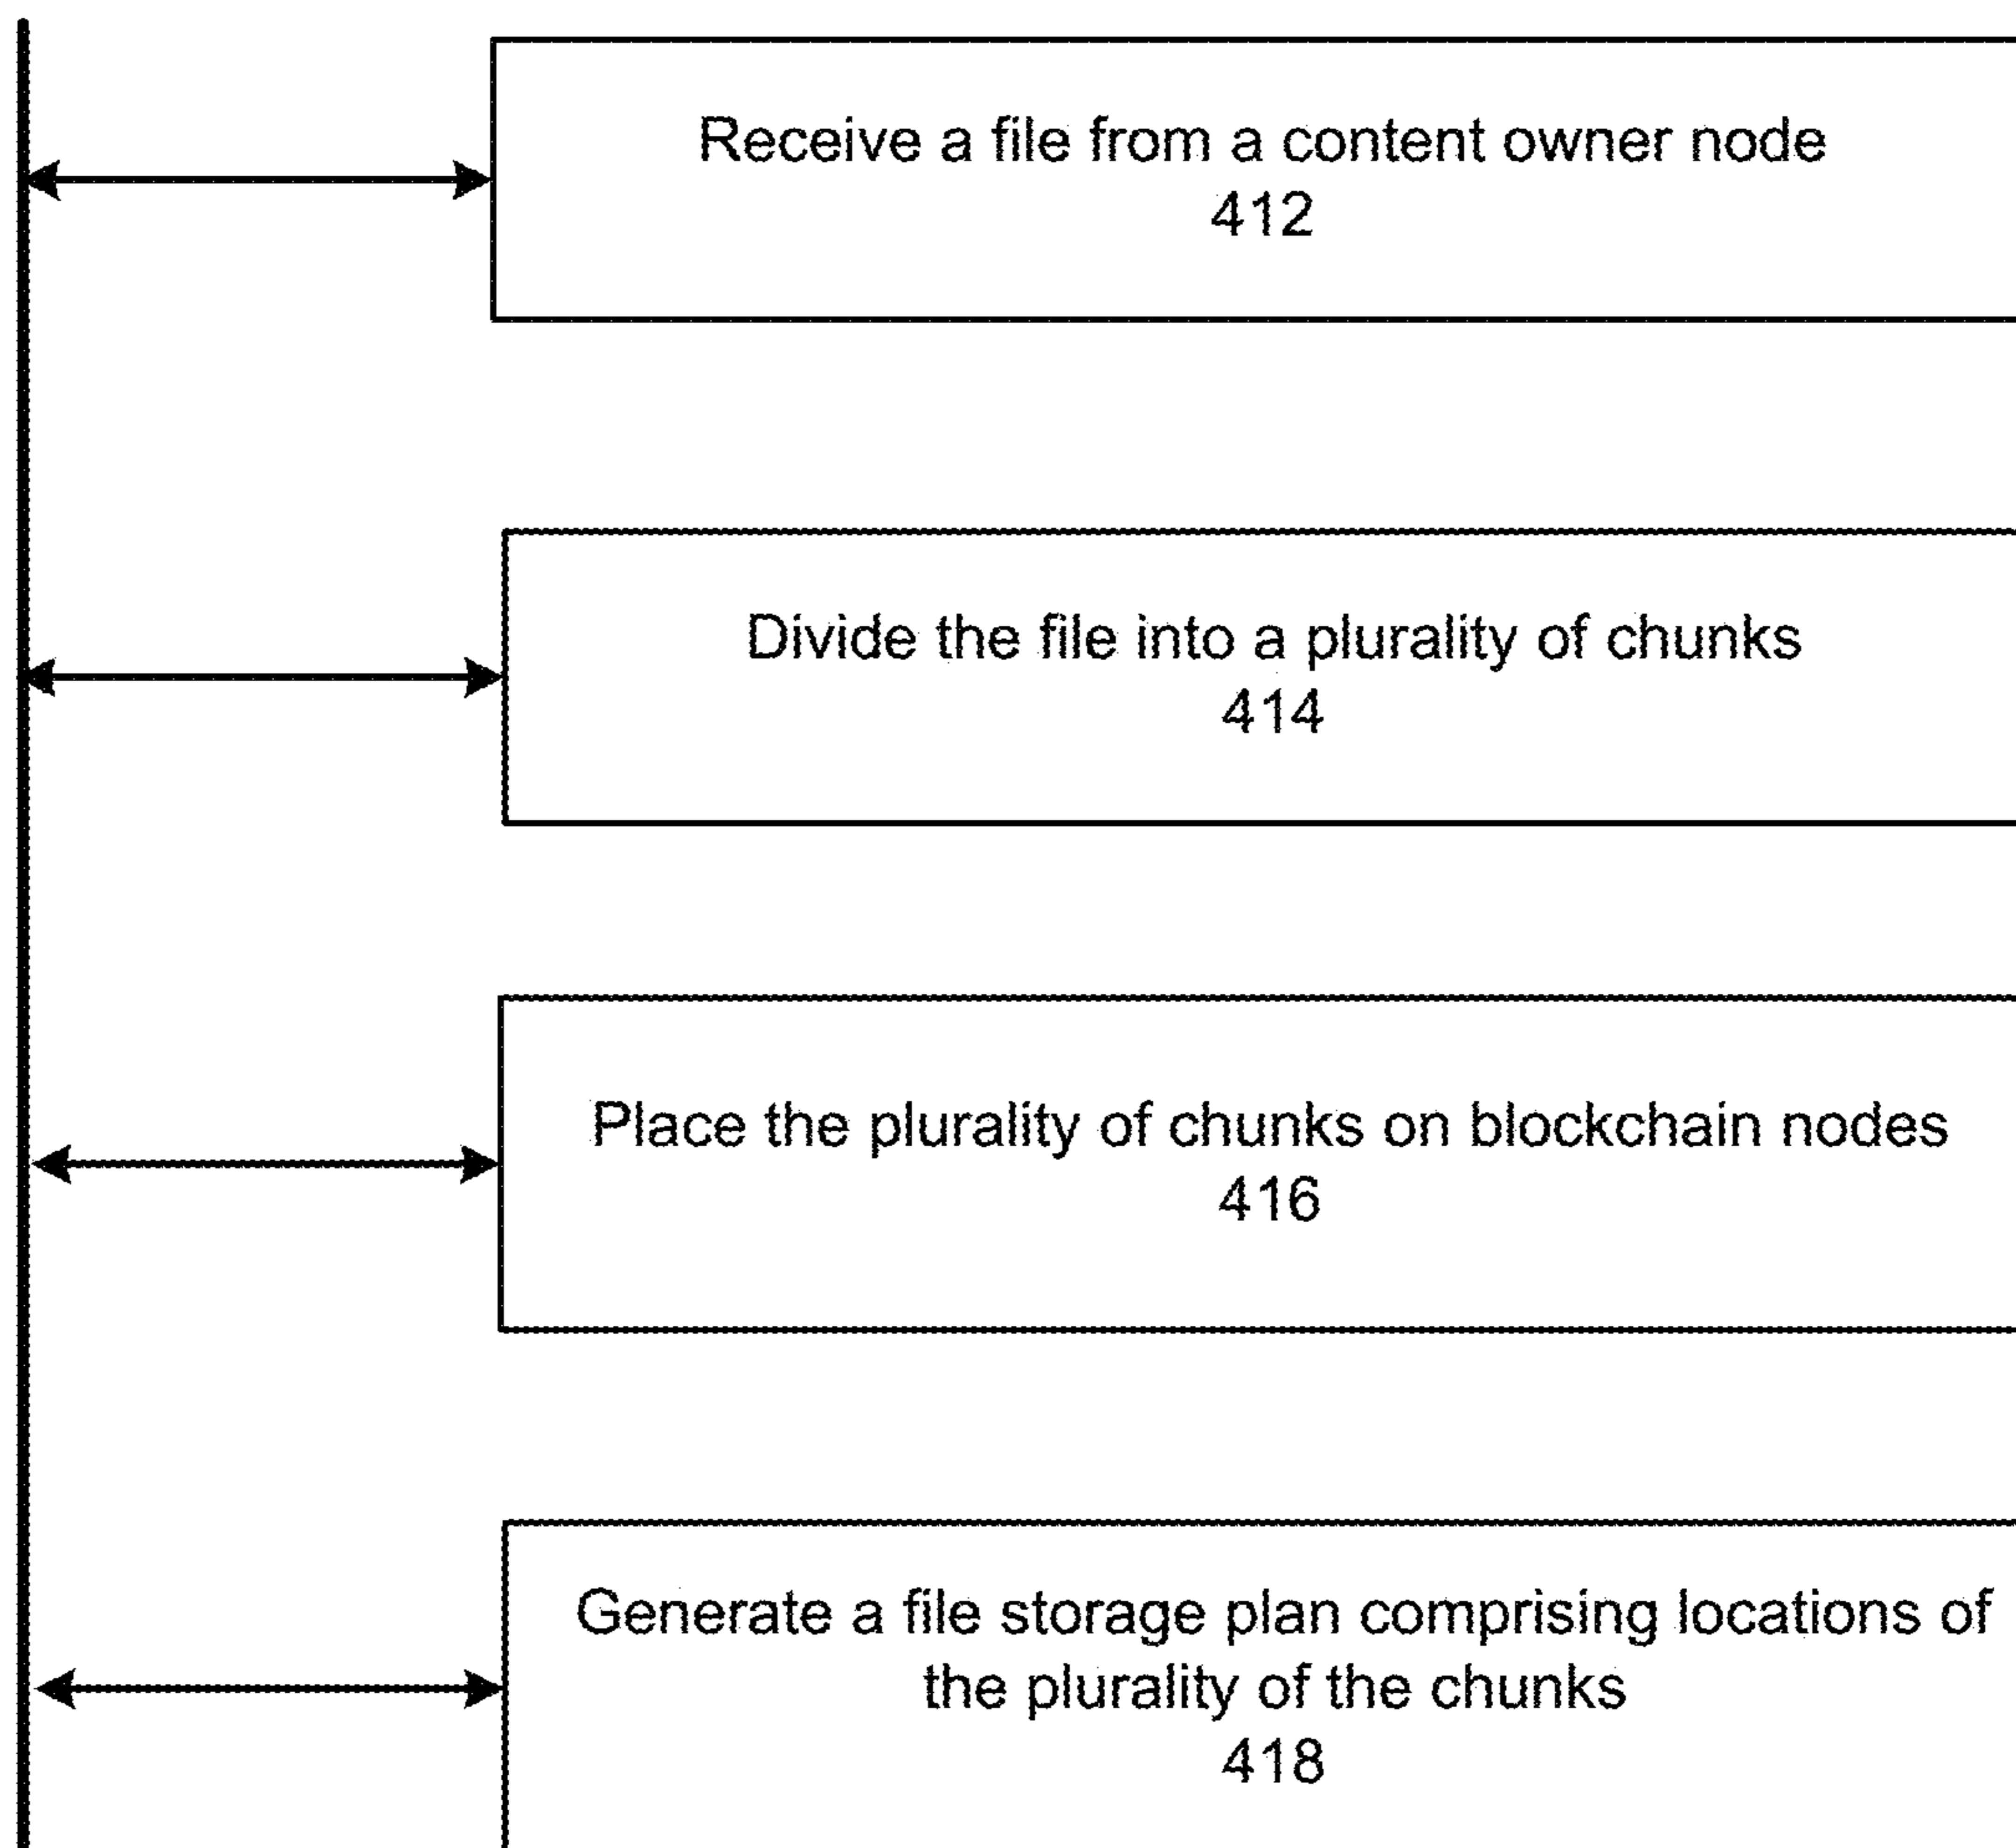 Receive a file from a content owner node
412
Divide the file into a plurality of chunks
414
Place the plurality of chunks on blockchain nodes
416
Generate a file storage plan comprising locations of
the plurality of the chunks
418